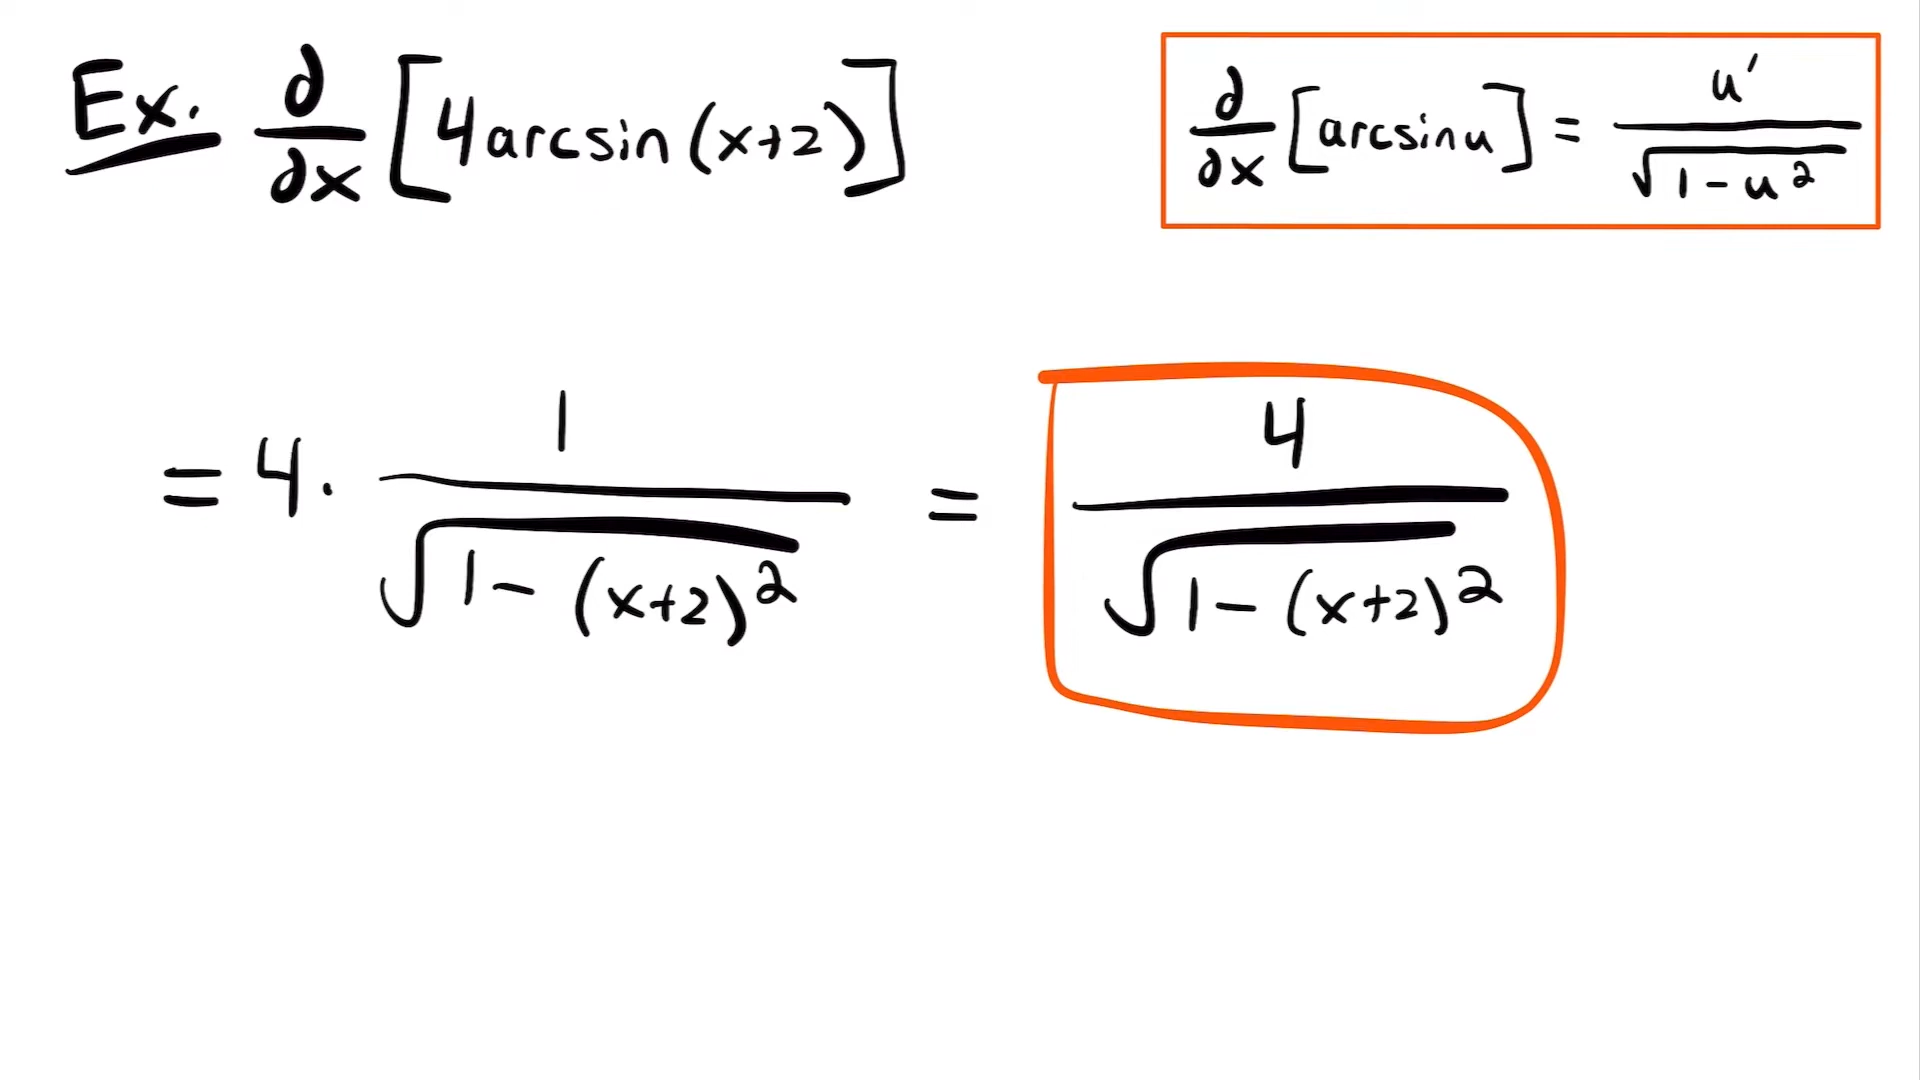 Ex. ∂/∂x [4arcsin(x+2)]
∂/∂x [arcsinu] = u'/√(1-u²)
= 4 · 1/√(1-(x+2)²) = 4/√(1-(x+2)²)